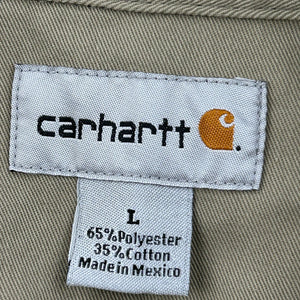 carhartt
L
65%Polyester
35%Cotton
Made in Mexico